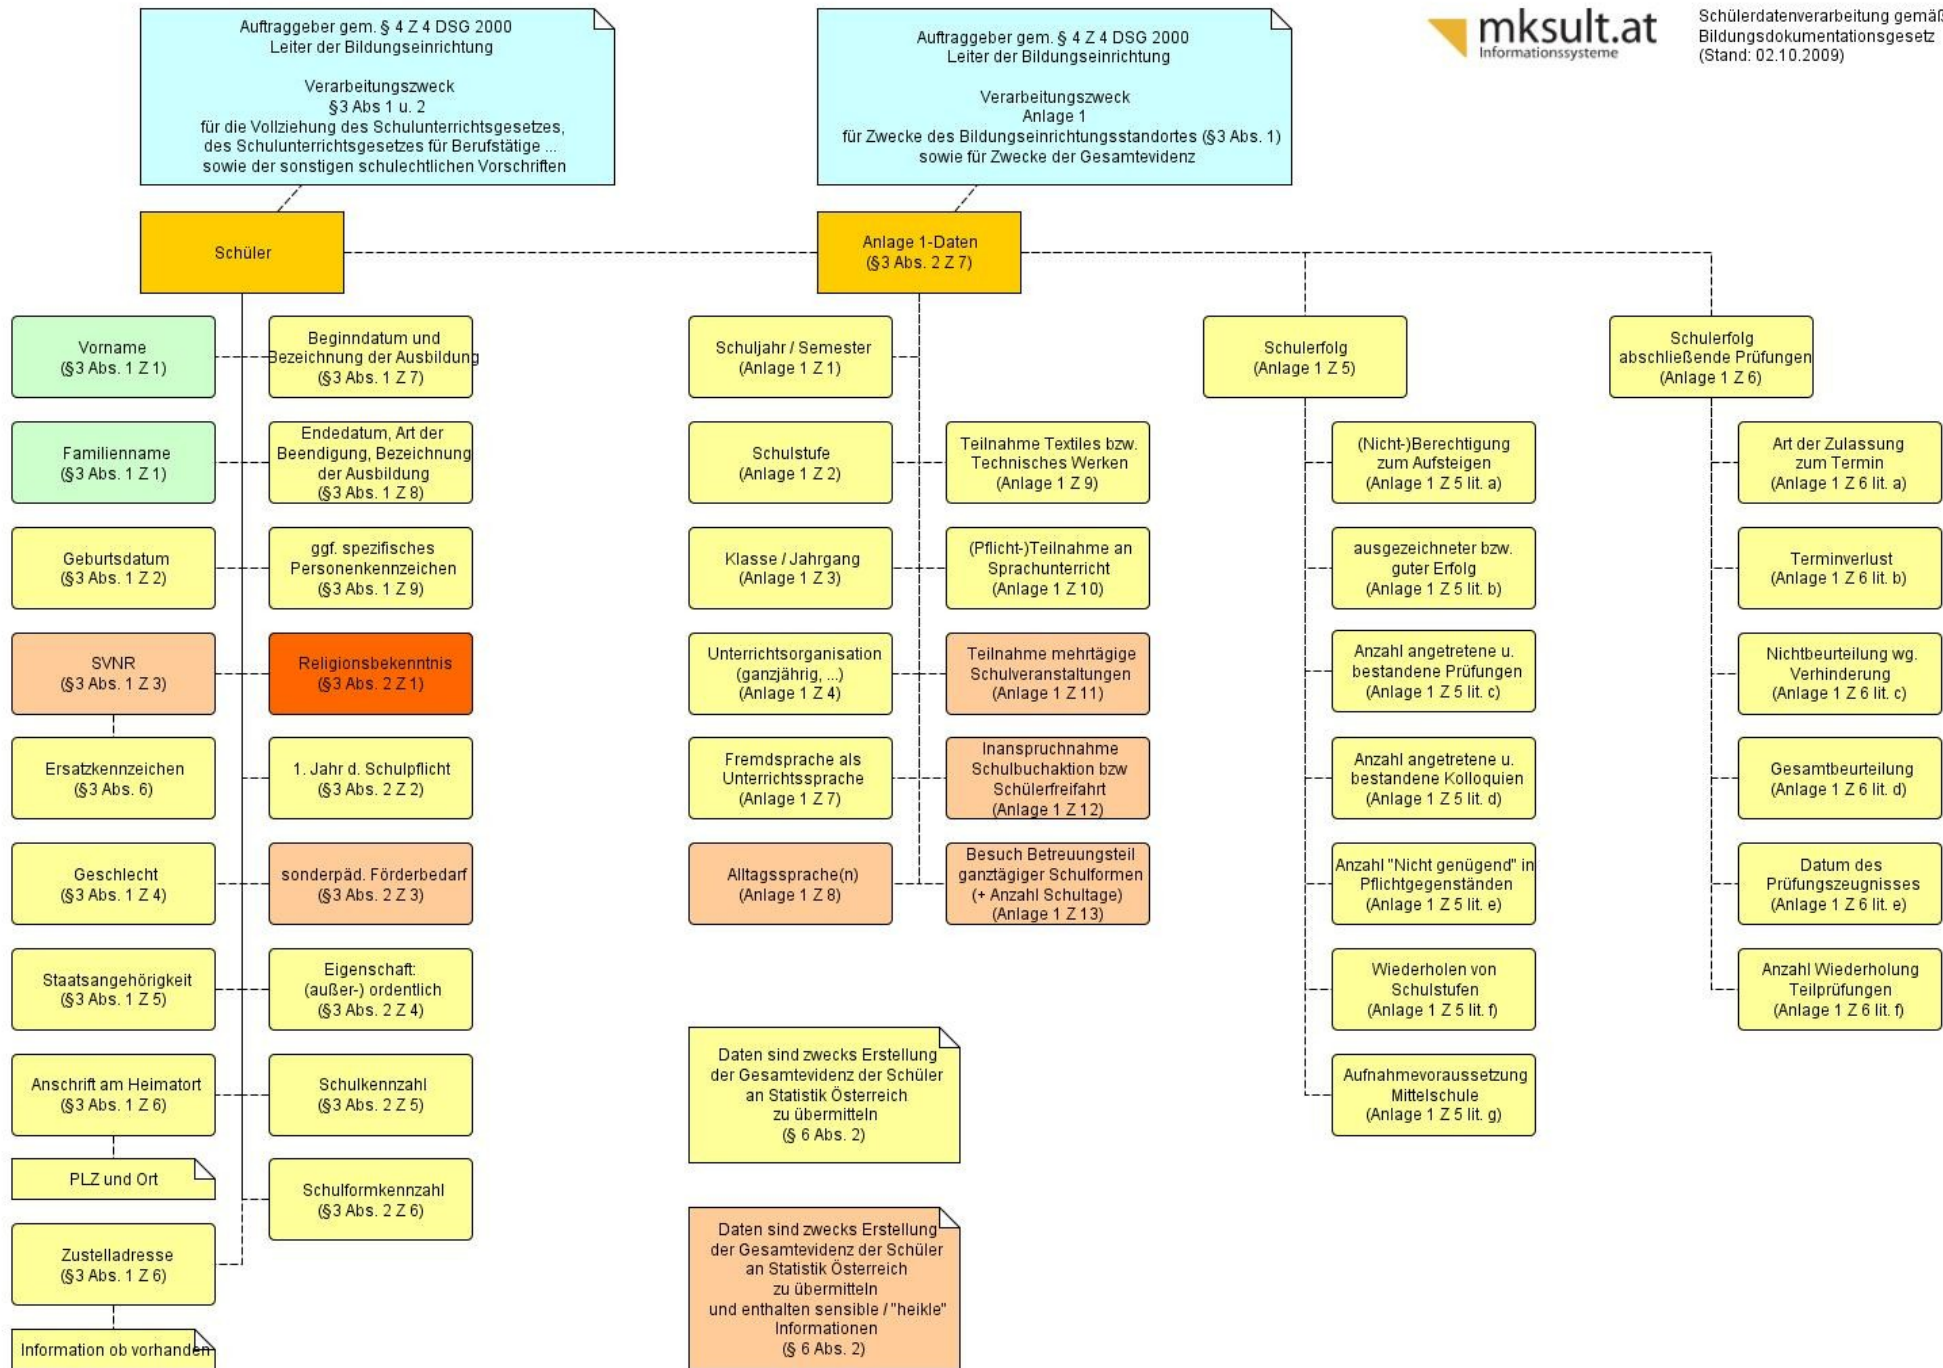 Auftraggeber gem. § 4 Z 4 DSG 2000
Leiter der Bildungseinrichtung
Verarbeitungszweck
§3 Abs 1 u. 2
für die Vollziehung des Schulunterrichtsgesetzes,
des Schulunterrichtsgesetzes für Berufstätige ...
sowie der sonstigen schulechtlichen Vorschriften
Auftraggeber gem. § 4 Z 4 DSG 2000
Leiter der Bildungseinrichtung
Verarbeitungszweck
Anlage 1
für Zwecke des Bildungseinrichtungsstandortes (§3 Abs. 1)
sowie für Zwecke der Gesamtevidenz
mksult.at
Informationssysteme
Schülerdatenverarbeitung gemäß
Bildungsdokumentationsgesetz
(Stand: 02.10.2009)
Schüler
Anlage 1-Daten
(§3 Abs. 2 Z 7)
Vorname
(§3 Abs. 1 Z 1)
Beginndatum und
Bezeichnung der Ausbildung
(§3 Abs. 1 Z 7)
Familienname
(§3 Abs. 1 Z 1)
Endedatum, Art der
Beendigung, Bezeichnung
der Ausbildung
(§3 Abs. 1 Z 8)
Geburtsdatum
(§3 Abs. 1 Z 2)
ggf. spezifisches
Personenkennzeichen
(§3 Abs. 1 Z 9)
SVNR
(§3 Abs. 1 Z 3)
Religionsbekenntnis
(§3 Abs. 2 Z 1)
Ersatzkennzeichen
(§3 Abs. 6)
1. Jahr d. Schulpflicht
(§3 Abs. 2 Z 2)
Geschlecht
(§3 Abs. 1 Z 4)
sonderpäd. Förderbedarf
(§3 Abs. 2 Z 3)
Staatsangehörigkeit
(§3 Abs. 1 Z 5)
Eigenschaft:
(außer-) ordentlich
(§3 Abs. 2 Z 4)
Anschrift am Heimatort
(§3 Abs. 1 Z 6)
Schulkennzahl
(§3 Abs. 2 Z 5)
PLZ und Ort
Schulformkennzahl
(§3 Abs. 2 Z 6)
Zustelladresse
(§3 Abs. 1 Z 6)
Information ob vorhanden
Schuljahr / Semester
(Anlage 1 Z 1)
Schulstufe
(Anlage 1 Z 2)
Teilnahme Textiles bzw.
Technisches Werken
(Anlage 1 Z 9)
Klasse / Jahrgang
(Anlage 1 Z 3)
(Pflicht-)Teilnahme an
Sprachunterricht
(Anlage 1 Z 10)
Unterrichtsorganisation
(ganzjährig, ...)
(Anlage 1 Z 4)
Teilnahme mehrtägige
Schulveranstaltungen
(Anlage 1 Z 11)
Fremdsprache als
Unterrichtssprache
(Anlage 1 Z 7)
Inanspruchnahme
Schulbuchaktion bzw
Schülerfreifahrt
(Anlage 1 Z 12)
Alltagssprache(n)
(Anlage 1 Z 8)
Besuch Betreuungsteil
ganztägiger Schulformen
(+ Anzahl Schultage)
(Anlage 1 Z 13)
Daten sind zwecks Erstellung
der Gesamtevidenz der Schüler
an Statistik Österreich
zu übermitteln
(§ 6 Abs. 2)
Daten sind zwecks Erstellung
der Gesamtevidenz der Schüler
an Statistik Österreich
zu übermitteln
und enthalten sensible / "heikle"
Informationen
(§ 6 Abs. 2)
Schulerfolg
(Anlage 1 Z 5)
(Nicht-)Berechtigung
zum Aufsteigen
(Anlage 1 Z 5 lit. a)
ausgezeichneter bzw.
guter Erfolg
(Anlage 1 Z 5 lit. b)
Anzahl angetretene u.
bestandene Prüfungen
(Anlage 1 Z 5 lit. c)
Anzahl angetretene u.
bestandene Kolloquien
(Anlage 1 Z 5 lit. d)
Anzahl "Nicht genügend" in
Pflichtgegenständen
(Anlage 1 Z 5 lit. e)
Wiederholen von
Schulstufen
(Anlage 1 Z 5 lit. f)
Aufnahmevoraussetzung
Mittelschule
(Anlage 1 Z 5 lit. g)
Schulerfolg
abschließende Prüfungen
(Anlage 1 Z 6)
Art der Zulassung
zum Termin
(Anlage 1 Z 6 lit. a)
Terminverlust
(Anlage 1 Z 6 lit. b)
Nichtbeurteilung wg.
Verhinderung
(Anlage 1 Z 6 lit. c)
Gesamtbeurteilung
(Anlage 1 Z 6 lit. d)
Datum des
Prüfungszeugnisses
(Anlage 1 Z 6 lit. e)
Anzahl Wiederholung
Teilprüfungen
(Anlage 1 Z 6 lit. f)